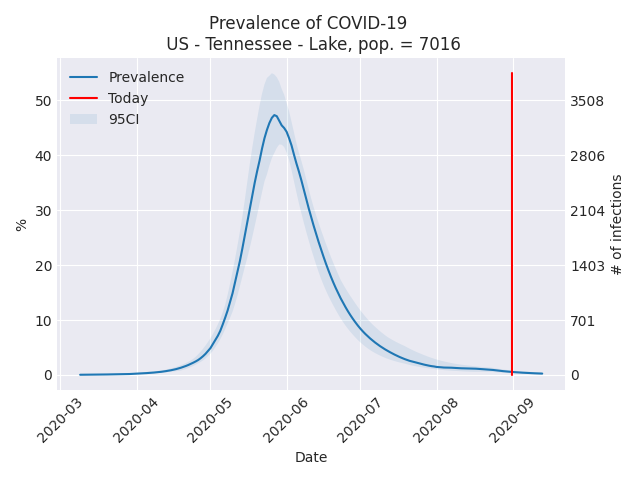 Prevalence of COVID-19
US - Tennessee - Lake, pop. = 7016
Prevalence
Today
95CI
50
40
30
20
10
0
%
3508
2806
2104
1403
701
0
# of infections
2020-03
2020-04
2020-05
2020-06
2020-07
2020-08
2020-09
Date